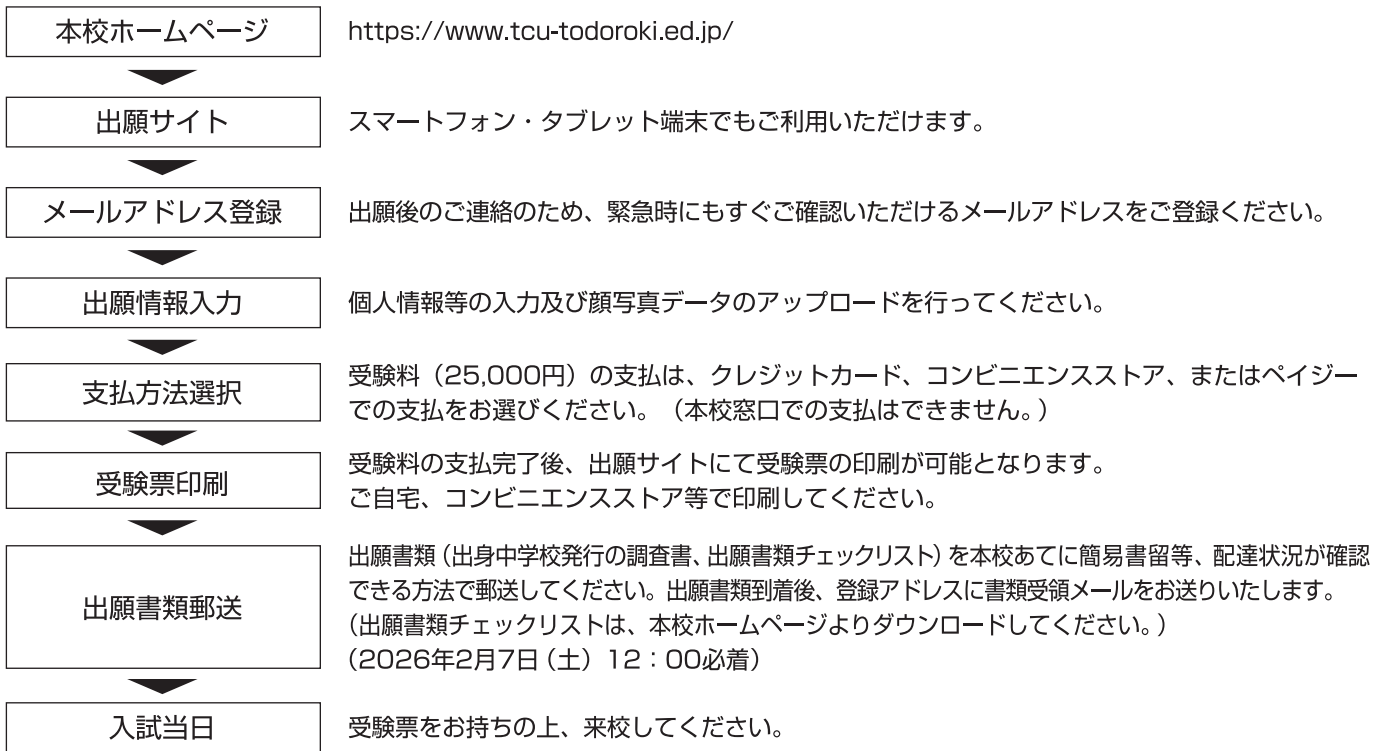 本校ホームページ
https://www.tcu-todoroki.ed.jp/
出願サイト
スマートフォン・タブレット端末でもご利用いただけます。
メールアドレス登録
出願後のご連絡のため、緊急時にもすぐご確認いただけるメールアドレスをご登録ください。
出願情報入力
個人情報等の入力及び顔写真データのアップロードを行ってください。
支払方法選択
受験料（25,000円）の支払は、クレジットカード、コンビニエンスストア、またはペイジー
での支払をお選びください。（本校窓口での支払はできません。）
受験票印刷
受験料の支払完了後、出願サイトにて受験票の印刷が可能となります。
ご自宅、コンビニエンスストア等で印刷してください。
出願書類郵送
出願書類（出身中学校発行の調査書、出願書類チェックリスト）を本校あてに簡易書留等、配達状況が確認
できる方法で郵送してください。出願書類到着後、登録アドレスに書類受領メールをお送りいたします。
（出願書類チェックリストは、本校ホームページよりダウンロードしてください。）
（2026年2月7日（土）12：00必着）
入試当日
受験票をお持ちの上、来校してください。